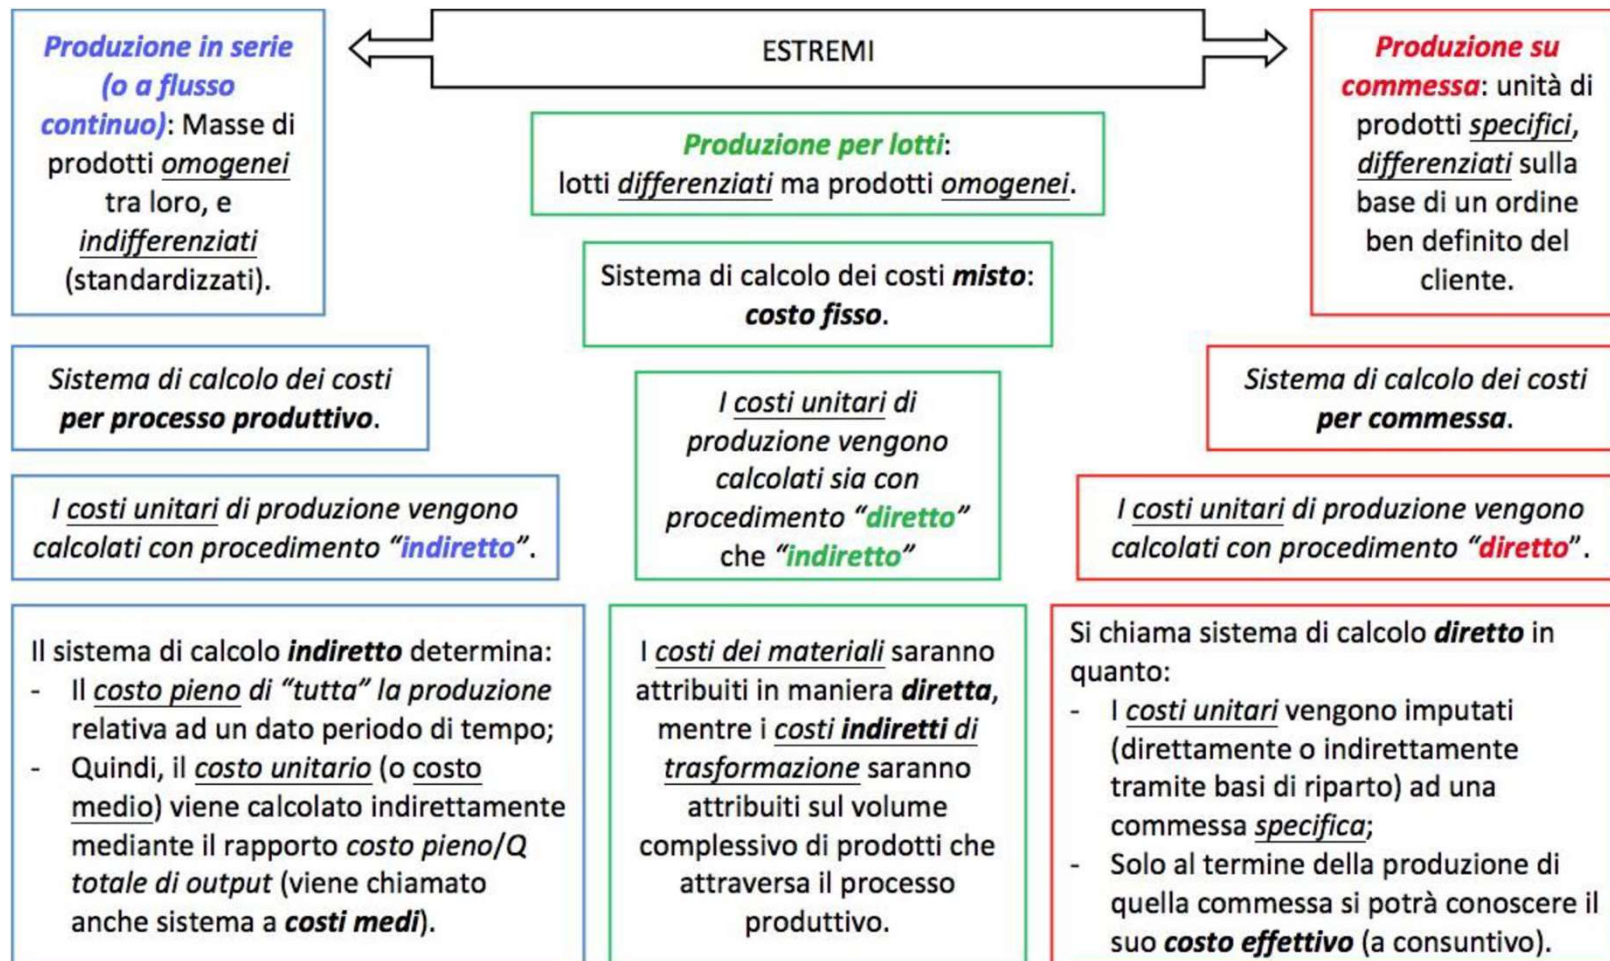 Produzione in serie
(o a flusso
continuo): Masse di
prodotti omogenei
tra loro, e
indifferenziati
(standardizzati).
ESTREMI
Produzione su
commessa: unità di
prodotti specifici,
differenziati sulla
base di un ordine
ben definito del
cliente.
Produzione per lotti:
lotti differenziati ma prodotti omogenei.
Sistema di calcolo dei costi misto:
costo fisso.
Sistema di calcolo dei costi
per processo produttivo.
I costi unitari di
produzione vengono
calcolati sia con
procedimento “diretto”
che “indiretto”
Sistema di calcolo dei costi
per commessa.
I costi unitari di produzione vengono
calcolati con procedimento “indiretto”.
I costi unitari di produzione vengono
calcolati con procedimento “diretto”.
Il sistema di calcolo indiretto determina:
- Il costo pieno di “tutta” la produzione
relativa ad un dato periodo di tempo;
- Quindi, il costo unitario (o costo
medio) viene calcolato indirettamente
mediante il rapporto costo pieno/Q
totale di output (viene chiamato
anche sistema a costi medi).
I costi dei materiali saranno
attribuiti in maniera diretta,
mentre i costi indiretti di
trasformazione saranno
attribuiti sul volume
complessivo di prodotti che
attraversa il processo
produttivo.
Si chiama sistema di calcolo diretto in
quanto:
- I costi unitari vengono imputati
(direttamente o indirettamente
tramite basi di riparto) ad una
commessa specifica;
- Solo al termine della produzione di
quella commessa si potrà conoscere il
suo costo effettivo (a consuntivo).